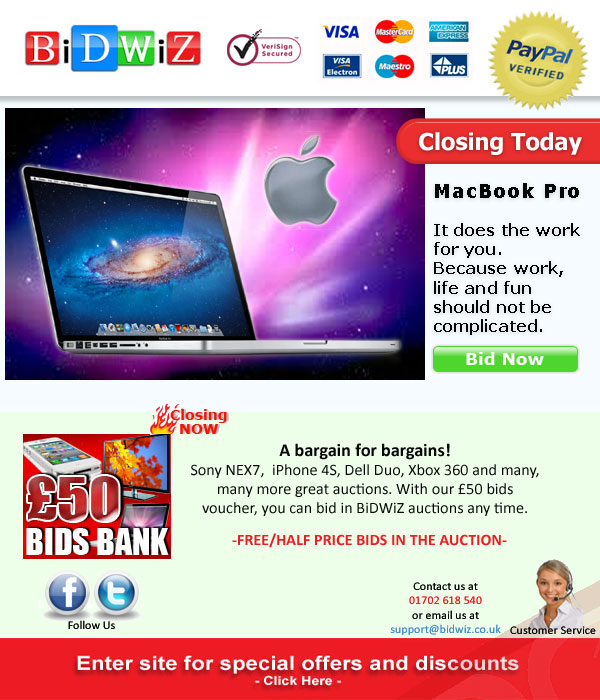 BiDWiZ
VeriSign
Secured
VISA
MasterCard
AMERICAN
EXPRESS
VISA
Electron
Maestro
PLUS
PayPal
VERIFIED
Closing Today
MacBook Pro
It does the work
for you.
Because work,
life and fun
should not be
complicated.
Bid Now
Closing
NOW
£50
BIDS BANK
A bargain for bargains!
Sony NEX7, iPhone 4S, Dell Duo, Xbox 360 and many,
many more great auctions. With our £50 bids
voucher, you can bid in BiDWiZ auctions any time.
-FREE/HALF PRICE BIDS IN THE AUCTION-
Follow Us
Contact us at
01702 618 540
or email us at
support@bidwiz.co.uk
Customer Service
Enter site for special offers and discounts
- Click Here -